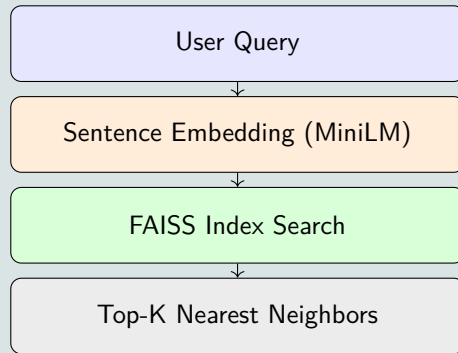 User Query
Sentence Embedding (MiniLM)
FAISS Index Search
Top-K Nearest Neighbors